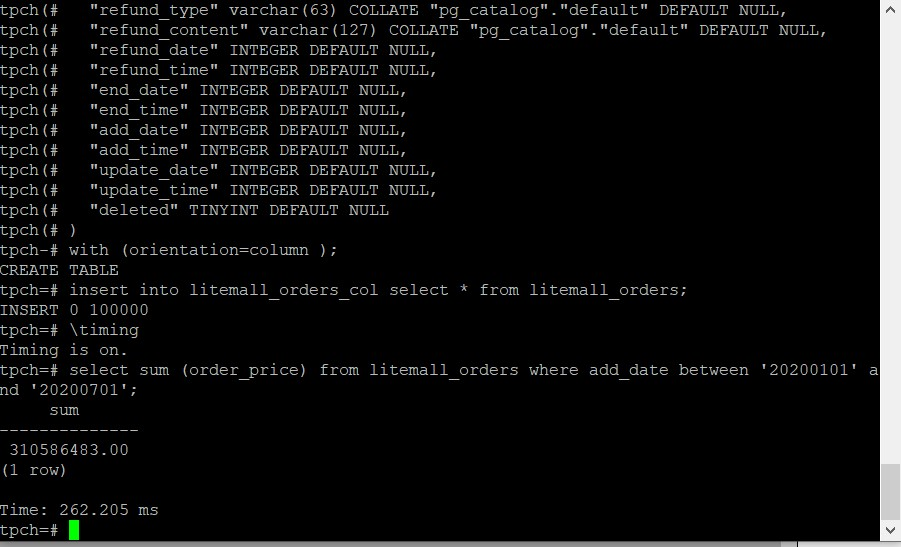 tpch(#   "refund_type" varchar(63) COLLATE "pg_catalog"."default" DEFAULT NULL,
tpch(#   "refund_content" varchar(127) COLLATE "pg_catalog"."default" DEFAULT NULL,
tpch(#   "refund_date" INTEGER DEFAULT NULL,
tpch(#   "refund_time" INTEGER DEFAULT NULL,
tpch(#   "end_date" INTEGER DEFAULT NULL,
tpch(#   "end_time" INTEGER DEFAULT NULL,
tpch(#   "add_date" INTEGER DEFAULT NULL,
tpch(#   "add_time" INTEGER DEFAULT NULL,
tpch(#   "update_date" INTEGER DEFAULT NULL,
tpch(#   "update_time" INTEGER DEFAULT NULL,
tpch(#   "deleted" TINYINT DEFAULT NULL
tpch(# )
tpch-# with (orientation=column );
CREATE TABLE
tpch=# insert into litemall_orders_col select * from litemall_orders;
INSERT 0 100000
tpch=# \timing
Timing is on.
tpch=# select sum (order_price) from litemall_orders where add_date between '20200101' a
nd '20200701';
     sum
--------------
 310586483.00
(1 row)

Time: 262.205 ms
tpch=#